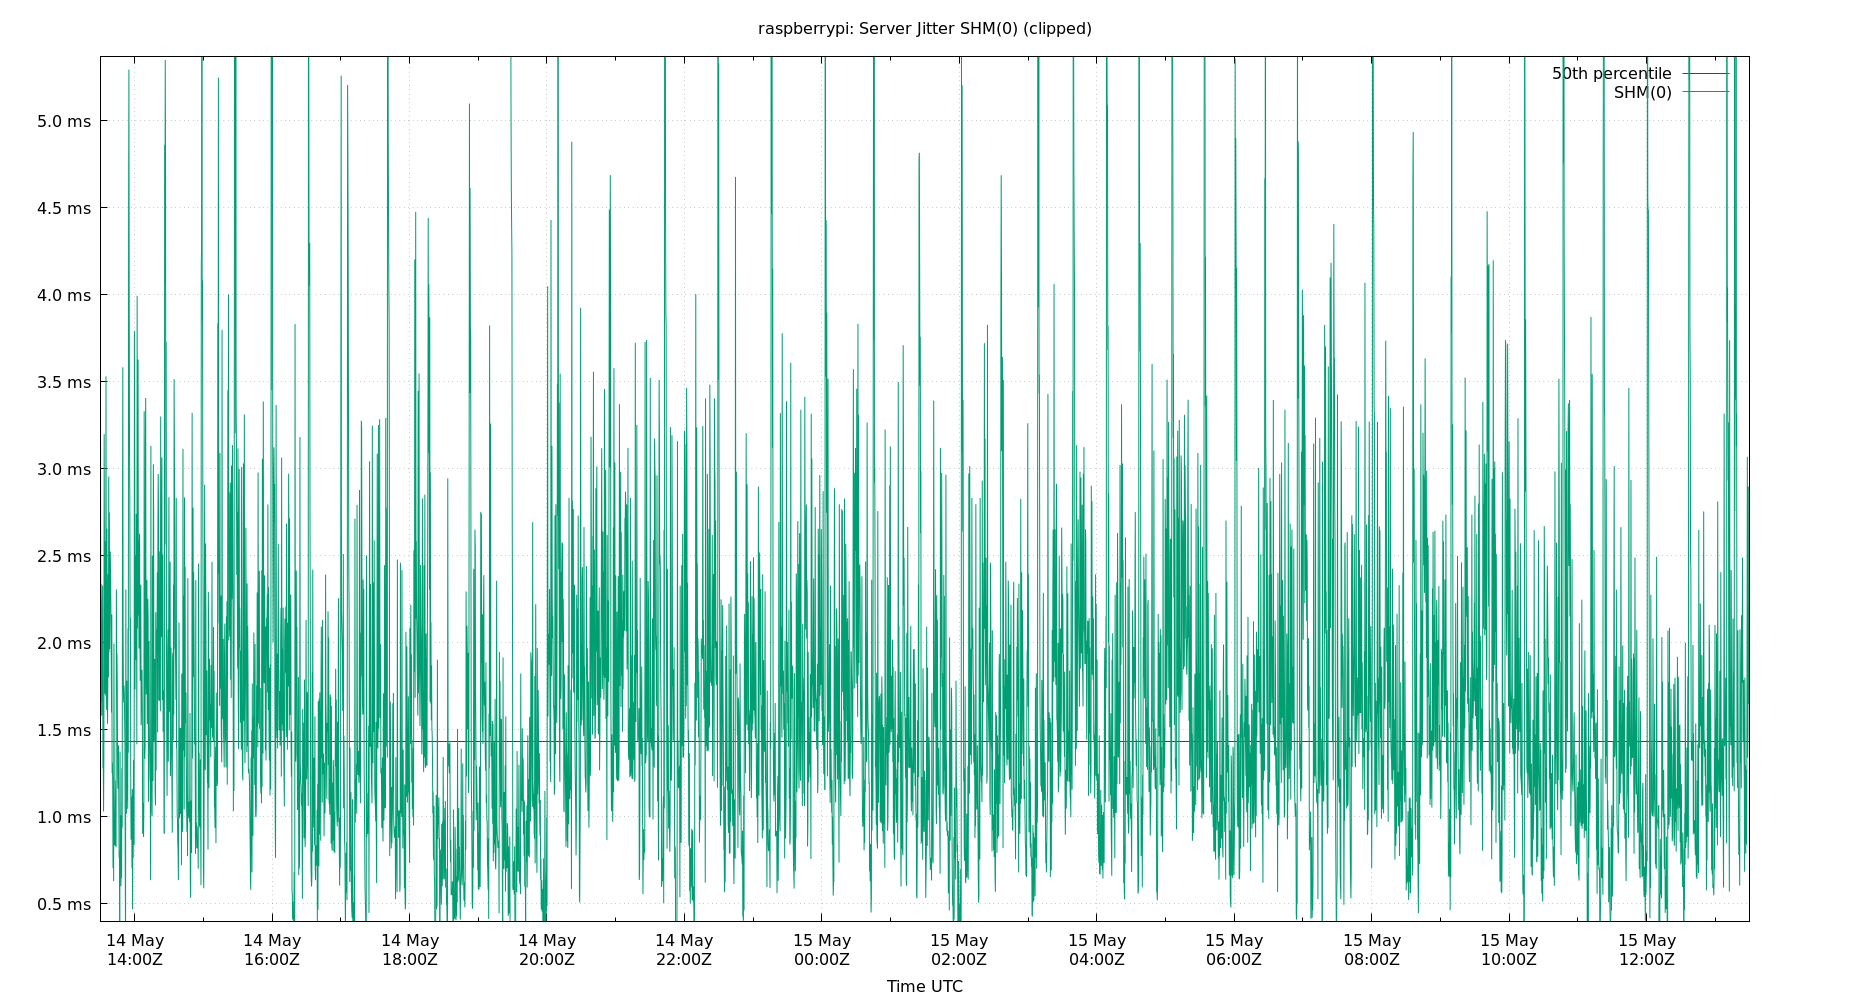 raspberrypi: Server Jitter SHM(0) (clipped)
50th percentile
SHM(0)
5.0 ms
4.5 ms
4.0 ms
3.5 ms
3.0 ms
2.5 ms
2.0 ms
1.5 ms
1.0 ms
0.5 ms
14 May 14 May 14 May 14 May 14 May 15 May 15 May 15 May 15 May 15 May 15 May 15 May
14:00Z 16:00Z 18:00Z 20:00Z 22:00Z 00:00Z 02:00Z 04:00Z 06:00Z 08:00Z 10:00Z 12:00Z
Time UTC